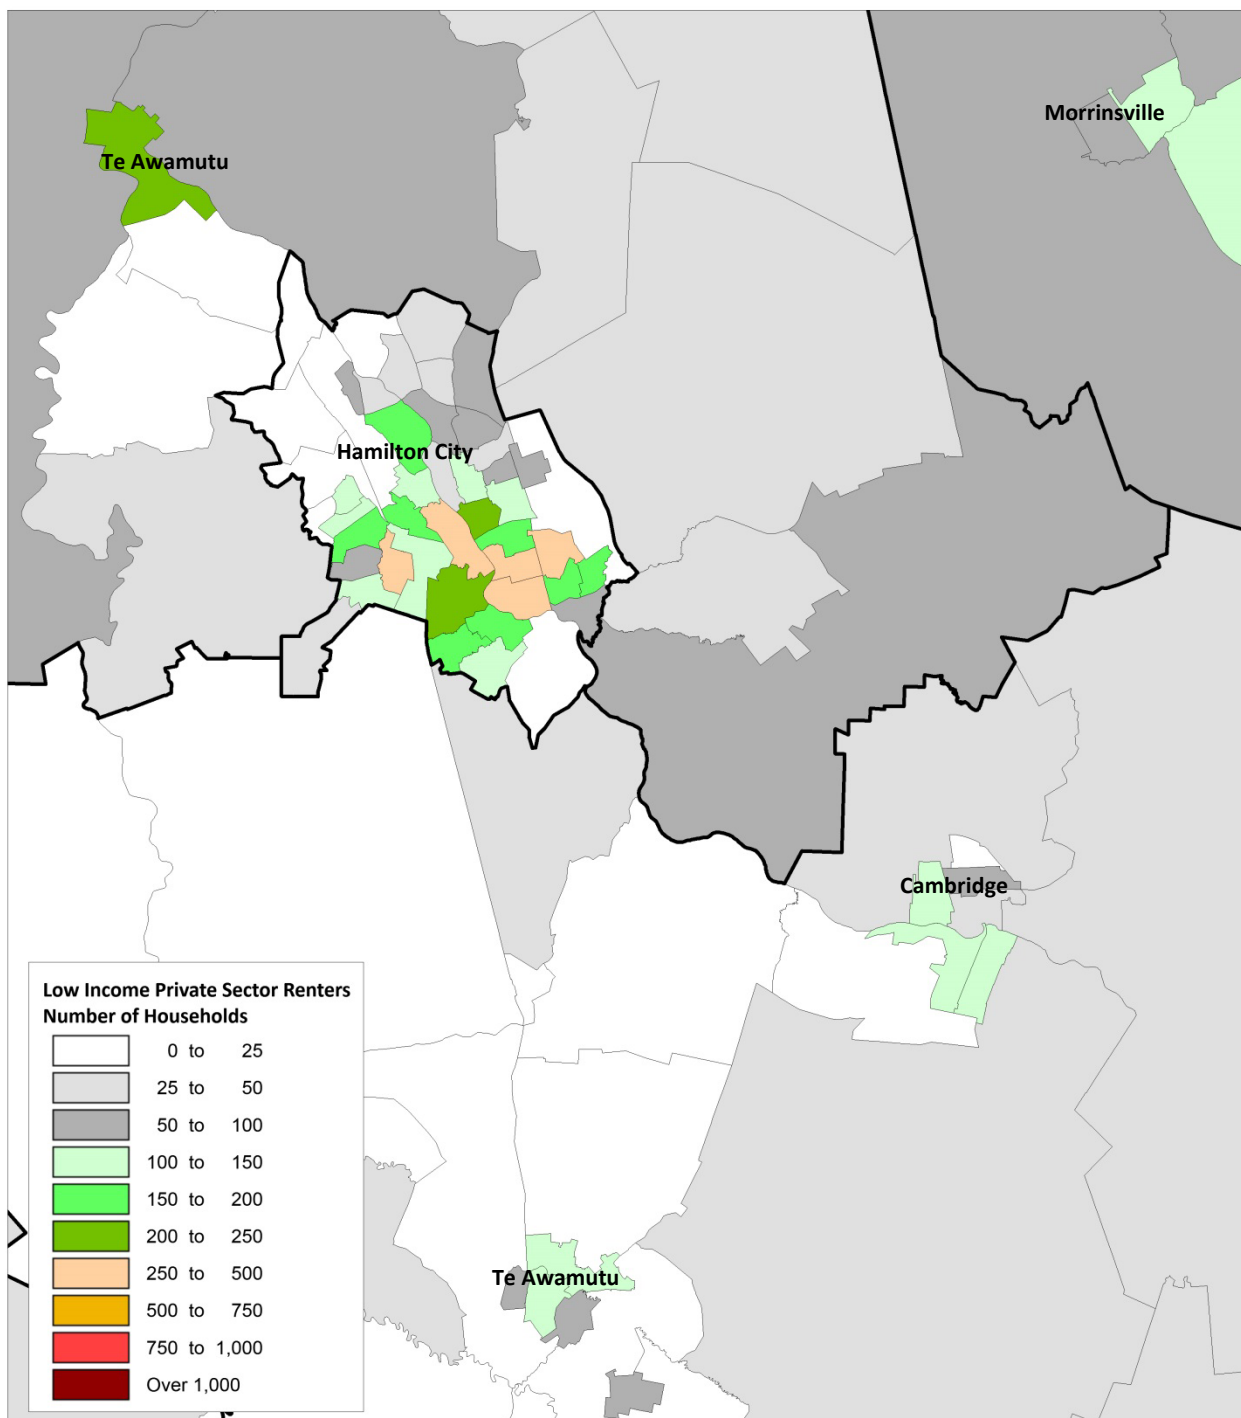 Morrinsville
Te Awamutu
Hamilton City
Cambridge
Low Income Private Sector Renters
Number of Households
0 to 25
25 to 50
50 to 100
100 to 150
150 to 200
200 to 250
250 to 500
500 to 750
750 to 1,000
Over 1,000
Te Awamutu